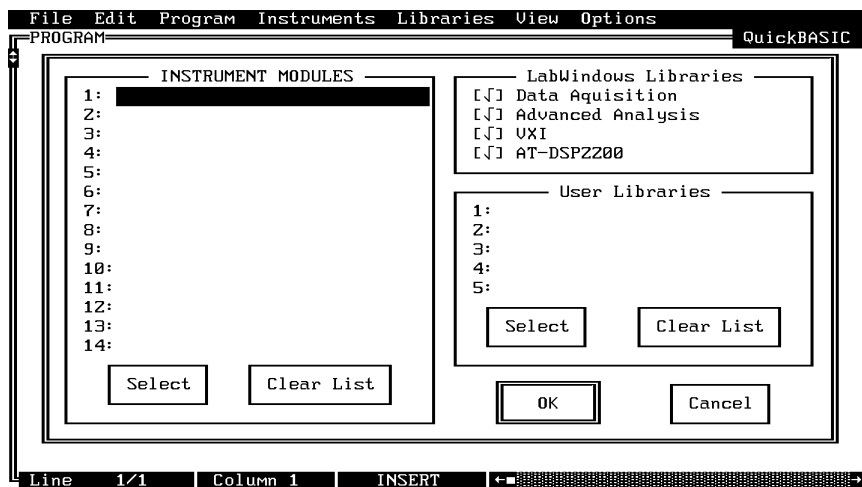 File Edit Program Instruments Libraries View Options
PROGRAM
QuickBASIC
INSTRUMENT MODULES
1:
2:
3:
4:
5:
6:
7:
8:
9:
10:
11:
12:
13:
14:
Select Clear List
LabWindows Libraries
[√] Data Aquisition
[√] Advanced Analysis
[√] VXI
[√] AT-DSP2200
User Libraries
1:
2:
3:
4:
5:
Select Clear List
OK Cancel
Line 1/1 Column 1 INSERT